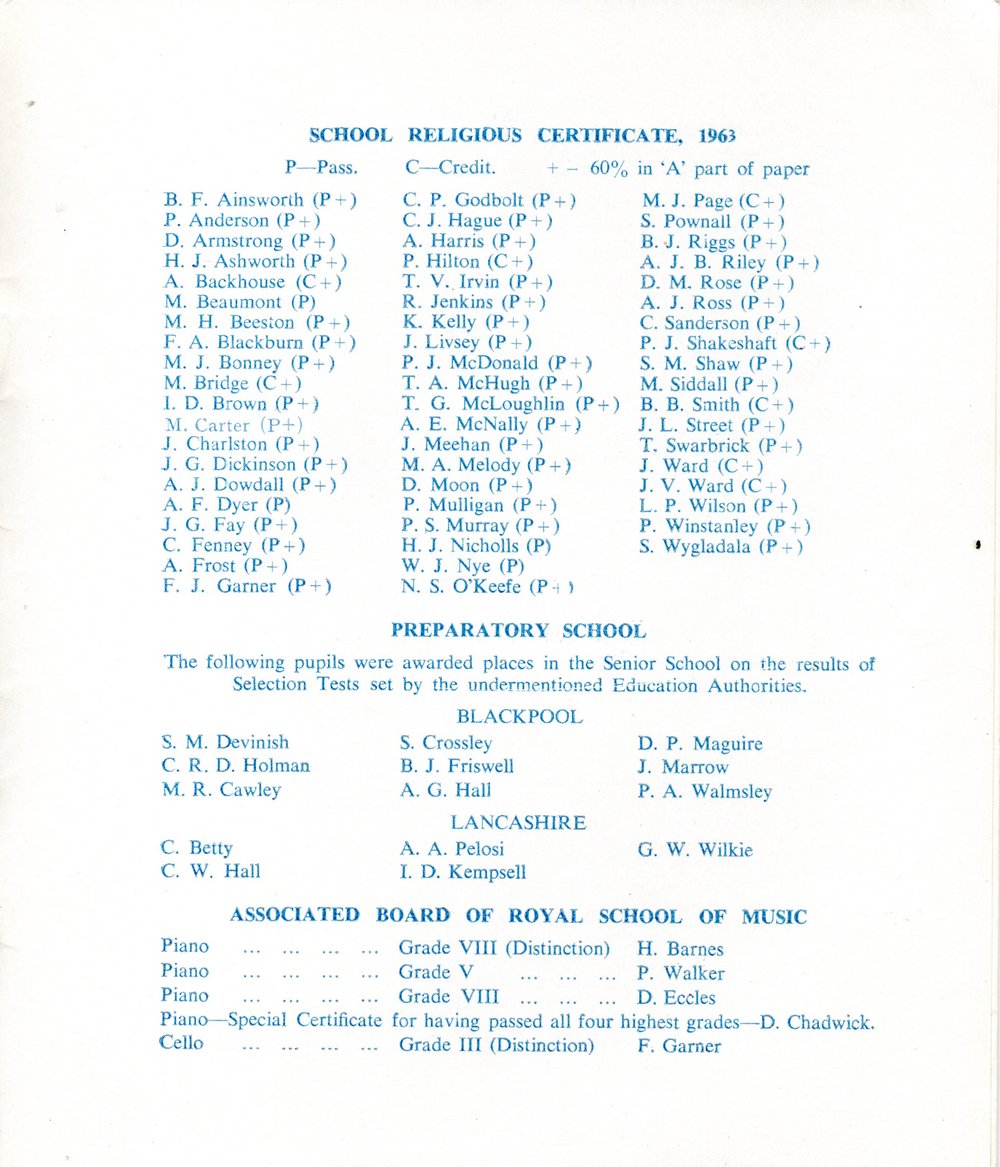 SCHOOL RELIGIOUS CERTIFICATE, 1963
P—Pass. C—Credit. + – 60% in ‘A’ part of paper
B. F. Ainsworth (P+) C. P. Godbolt (P+) M. J. Page (C+)
P. Anderson (P+) C. J. Hague (P+) S. Pownall (P+)
D. Armstrong (P+) A. Harris (P+) B. J. Riggs (P+)
H. J. Ashworth (P+) P. Hilton (C+) A. J. B. Riley (P+)
A. Backhouse (C+) T. V. Irvin (P+) D. M. Rose (P+)
M. Beaumont (P) R. Jenkins (P+) A. J. Ross (P+)
M. H. Beeston (P+) K. Kelly (P+) C. Sanderson (P+)
F. A. Blackburn (P+) J. Livsey (P+) P. J. Shakeshaft (C+)
M. J. Bonney (P+) P. J. McDonald (P+) S. M. Shaw (P+)
M. Bridge (C+) T. A. McHugh (P+) M. Siddall (P+)
I. D. Brown (P+) T. G. McLoughlin (P+) B. B. Smith (C+)
M. Carter (P+) A. E. McNally (P+) J. L. Street (P+)
J. Charlston (P+) J. Meehan (P+) T. Swarbrick (P+)
J. G. Dickinson (P+) M. A. Melody (P+) J. Ward (C+)
A. J. Dowdall (P+) D. Moon (P+) J. V. Ward (C+)
A. F. Dyer (P) P. Mulligan (P+) L. P. Wilson (P+)
J. G. Fay (P+) P. S. Murray (P+) P. Winstanley (P+)
C. Fenney (P+) H. J. Nicholls (P) S. Wygladala (P+)
A. Frost (P+) W. J. Nye (P)
F. J. Garner (P+) N. S. O’Keefe (P+)
PREPARATORY SCHOOL
The following pupils were awarded places in the Senior School on the results of
Selection Tests set by the undermentioned Education Authorities.
BLACKPOOL
S. M. Devinish S. Crossley D. P. Maguire
C. R. D. Holman B. J. Friswell J. Marrow
M. R. Cawley A. G. Hall P. A. Walmsley
LANCASHIRE
C. Betty A. A. Pelosi G. W. Wilkie
C. W. Hall I. D. Kempsell
ASSOCIATED BOARD OF ROYAL SCHOOL OF MUSIC
Piano ... ... ... ... Grade VIII (Distinction) H. Barnes
Piano ... ... ... ... Grade V ... ... ... P. Walker
Piano ... ... ... ... Grade VIII ... ... ... D. Eccles
Piano—Special Certificate for having passed all four highest grades—D. Chadwick.
Cello ... ... ... ... Grade III (Distinction) F. Garner